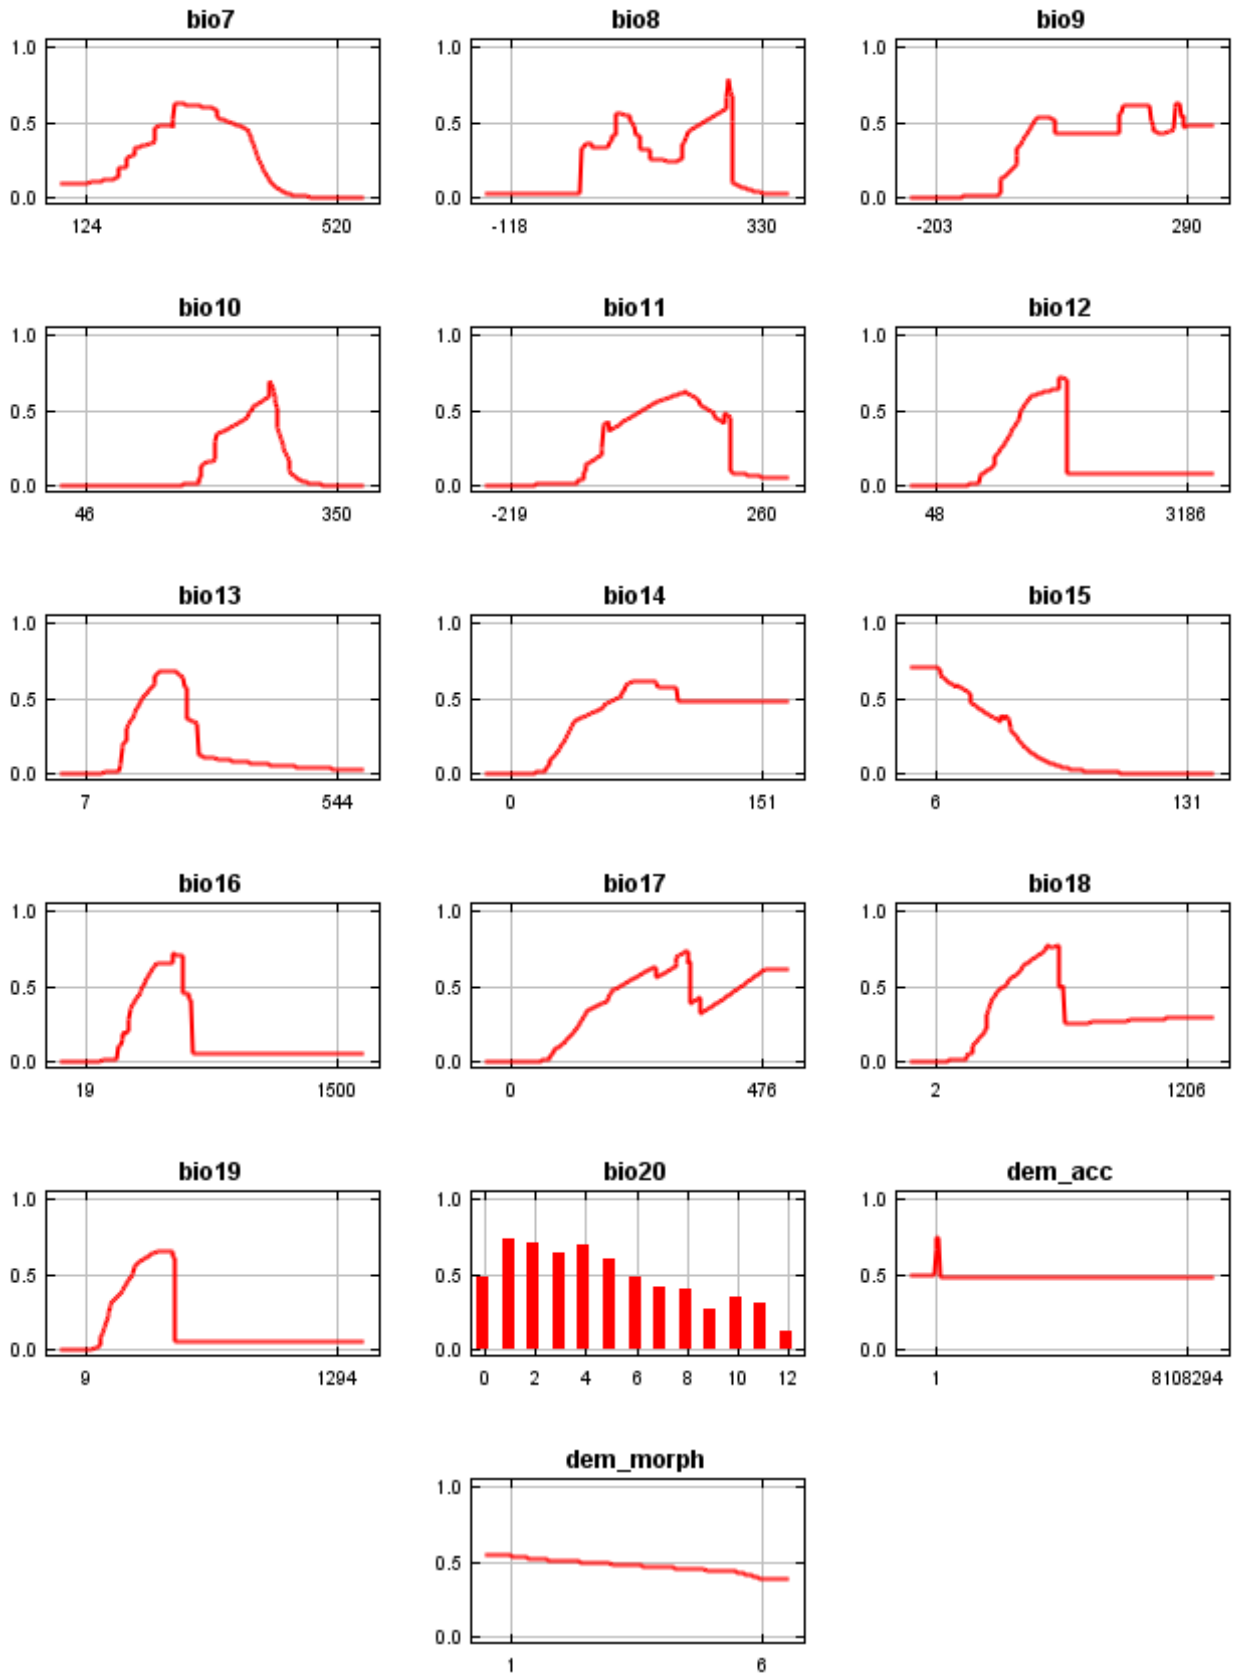 bio7 bio8 bio9
1.0 1.0 1.0
0.5 0.5 0.5
0.0 0.0 0.0
124 520 -118 330 -203 290
bio10 bio11 bio12
1.0 1.0 1.0
0.5 0.5 0.5
0.0 0.0 0.0
46 350 -219 260 48 3186
bio13 bio14 bio15
1.0 1.0 1.0
0.5 0.5 0.5
0.0 0.0 0.0
7 544 0 151 6 131
bio16 bio17 bio18
1.0 1.0 1.0
0.5 0.5 0.5
0.0 0.0 0.0
19 1500 0 476 2 1206
bio19 bio20 dem_acc
1.0 1.0 1.0
0.5 0.5 0.5
0.0 0.0 0.0
9 1294 0 2 4 6 8 10 12 1 8108294
dem_morph
1.0
0.5
0.0
1 6